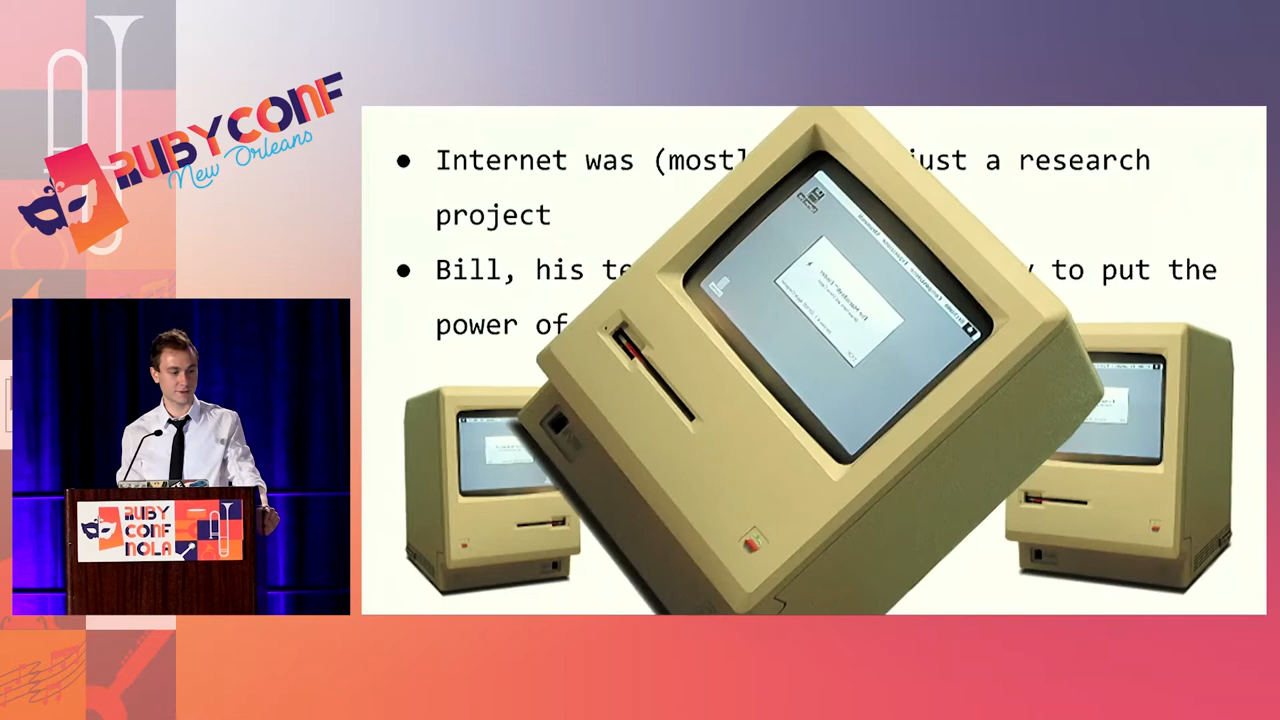 RUBYCONF
New Orleans
● Internet was (mostly just a research
project
● Bill, his te to put the
power of
RUBY
CONF
NOLA